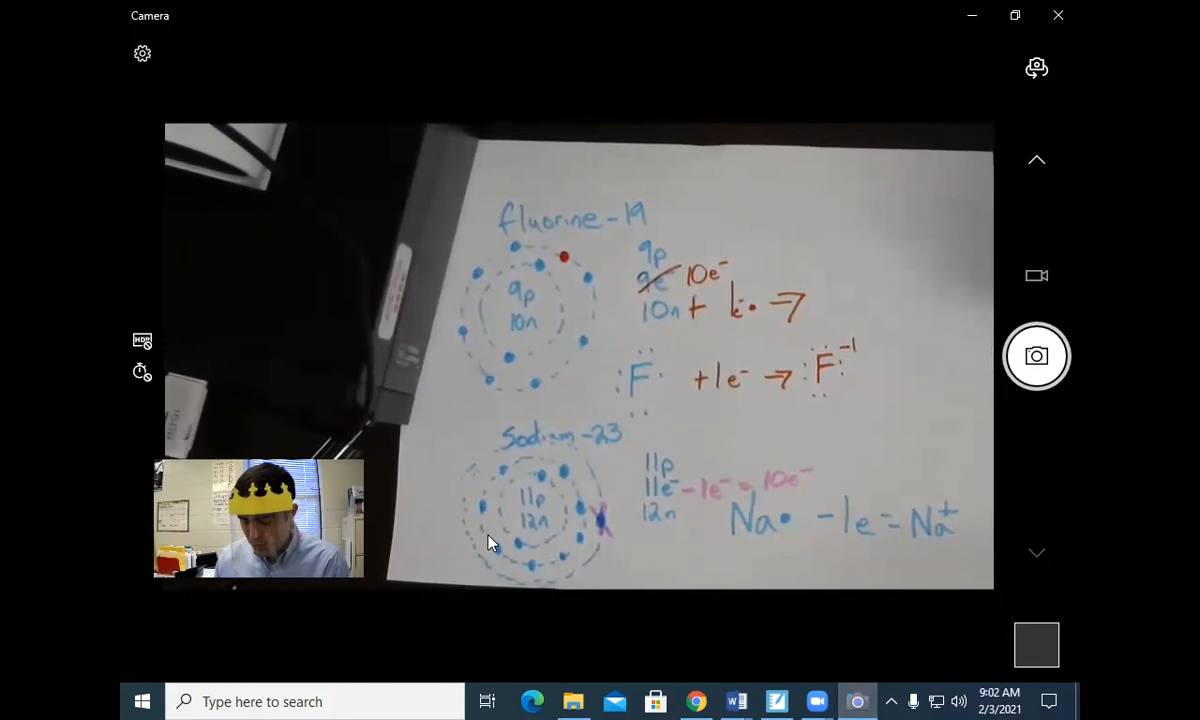 Camera
fluorine-19
9p
10n
9p
9e⁻ 10e⁻
10n + e⁻• →
F + 1e⁻ → F⁻¹
Sodium-23
11p
12n
11p
11e⁻ - 1e⁻ = 10e⁻
12n
Na• - 1e = Na⁺
HDR
Type here to search
9:02 AM
2/3/2021